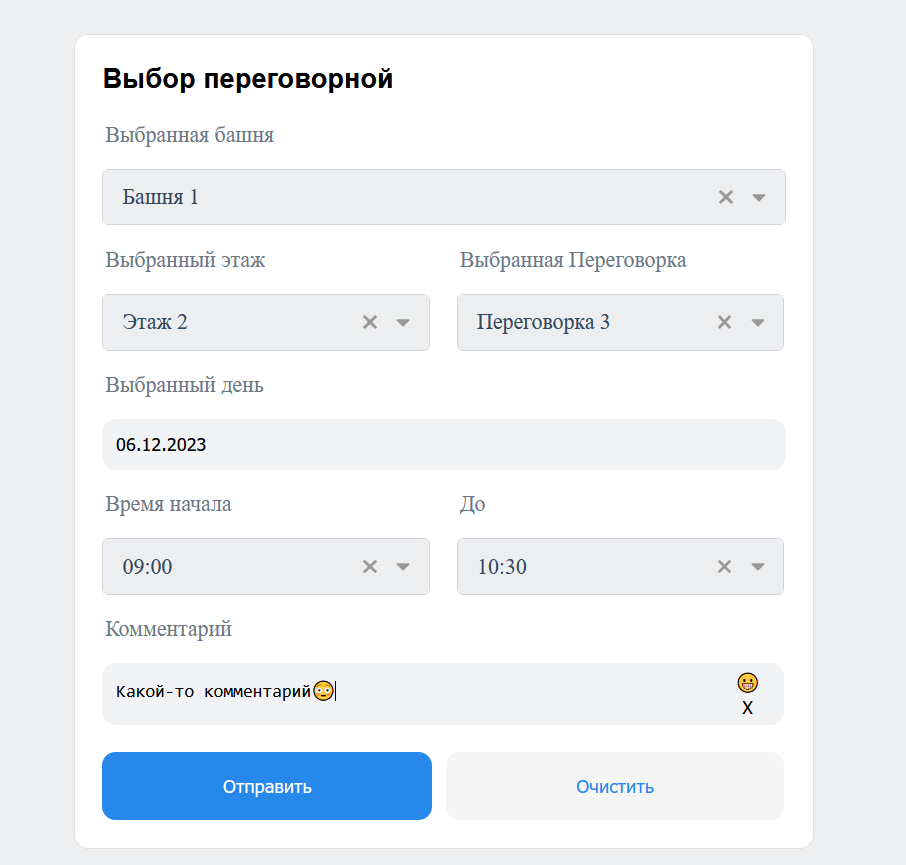 Выбор переговорной
Выбранная башня
Башня 1
Выбранный этаж
Выбранная Переговорка
Этаж 2
Переговорка 3
Выбранный день
06.12.2023
Время начала
До
09:00
10:30
Комментарий
Какой-то комментарий😳
😀
X
Отправить
Очистить